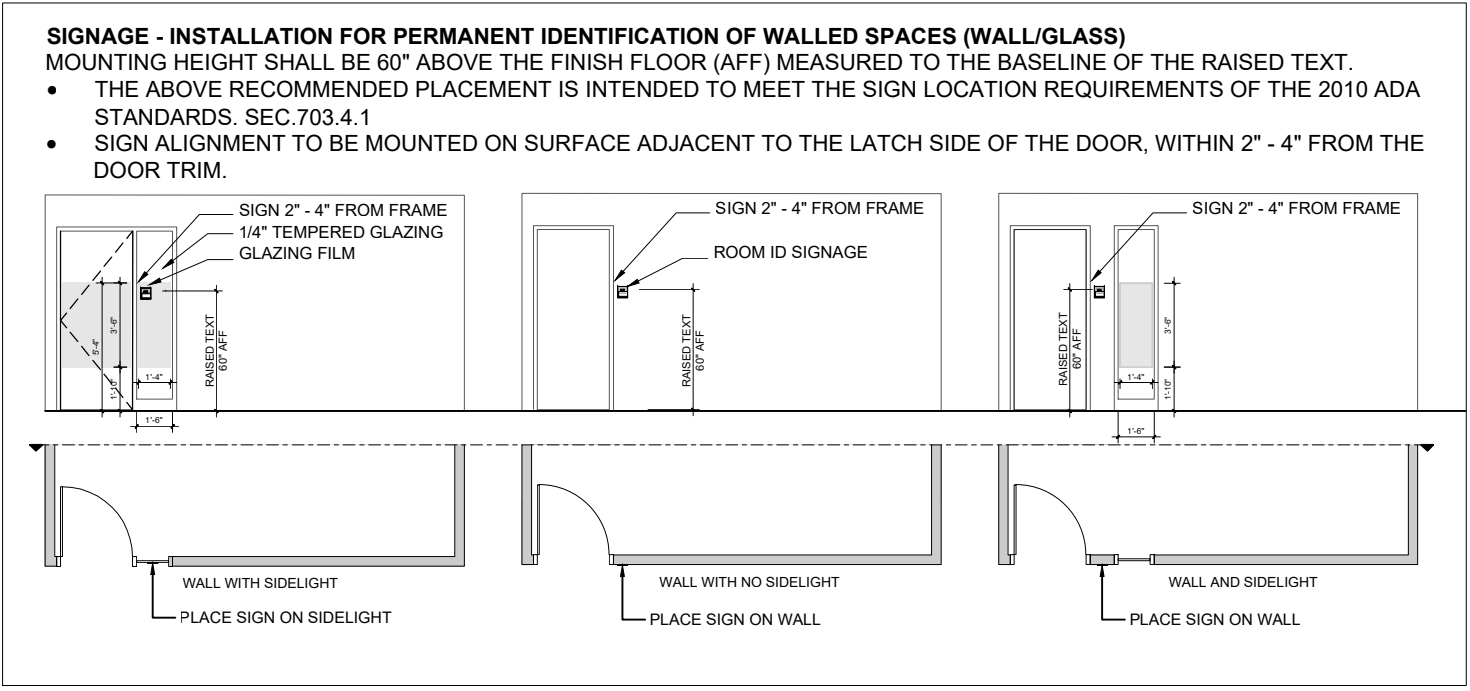 SIGNAGE - INSTALLATION FOR PERMANENT IDENTIFICATION OF WALLED SPACES (WALL/GLASS)
MOUNTING HEIGHT SHALL BE 60" ABOVE THE FINISH FLOOR (AFF) MEASURED TO THE BASELINE OF THE RAISED TEXT.
• THE ABOVE RECOMMENDED PLACEMENT IS INTENDED TO MEET THE SIGN LOCATION REQUIREMENTS OF THE 2010 ADA
STANDARDS. SEC.703.4.1
• SIGN ALIGNMENT TO BE MOUNTED ON SURFACE ADJACENT TO THE LATCH SIDE OF THE DOOR, WITHIN 2" - 4" FROM THE
DOOR TRIM.
SIGN 2" - 4" FROM FRAME
1/4" TEMPERED GLAZING
GLAZING FILM
5'-4"
3'-6"
1'-10"
1'-4"
1'-6"
RAISED TEXT
60" AFF
SIGN 2" - 4" FROM FRAME
ROOM ID SIGNAGE
RAISED TEXT
60" AFF
SIGN 2" - 4" FROM FRAME
RAISED TEXT
60" AFF
3'-6"
1'-4"
1'-10"
1'-6"
WALL WITH SIDELIGHT
PLACE SIGN ON SIDELIGHT
WALL WITH NO SIDELIGHT
PLACE SIGN ON WALL
WALL AND SIDELIGHT
PLACE SIGN ON WALL